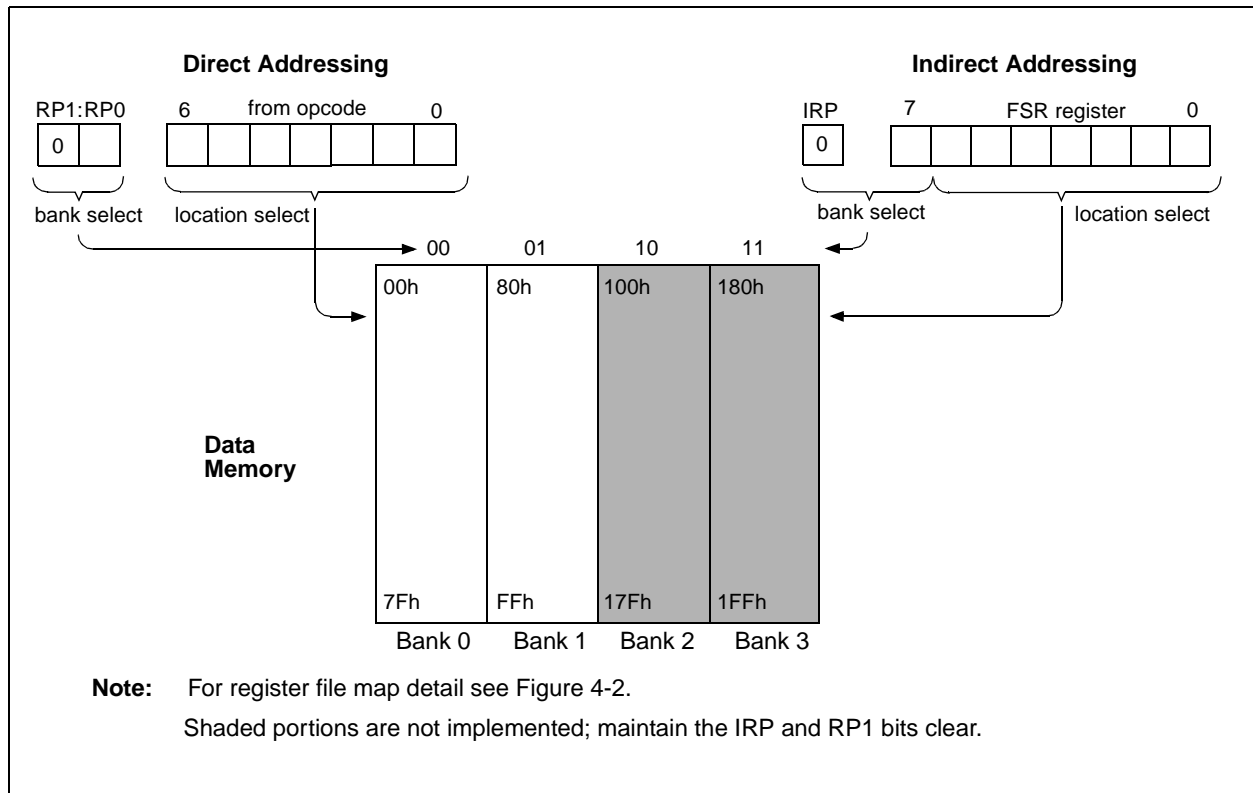 Direct Addressing
Indirect Addressing
RP1:RP0 6 from opcode 0
IRP 7 FSR register 0
0
0
bank select location select
bank select location select
00 01 10 11
00h 80h 100h 180h
Data
Memory
7Fh FFh 17Fh 1FFh
Bank 0 Bank 1 Bank 2 Bank 3
Note: For register file map detail see Figure 4-2.
Shaded portions are not implemented; maintain the IRP and RP1 bits clear.